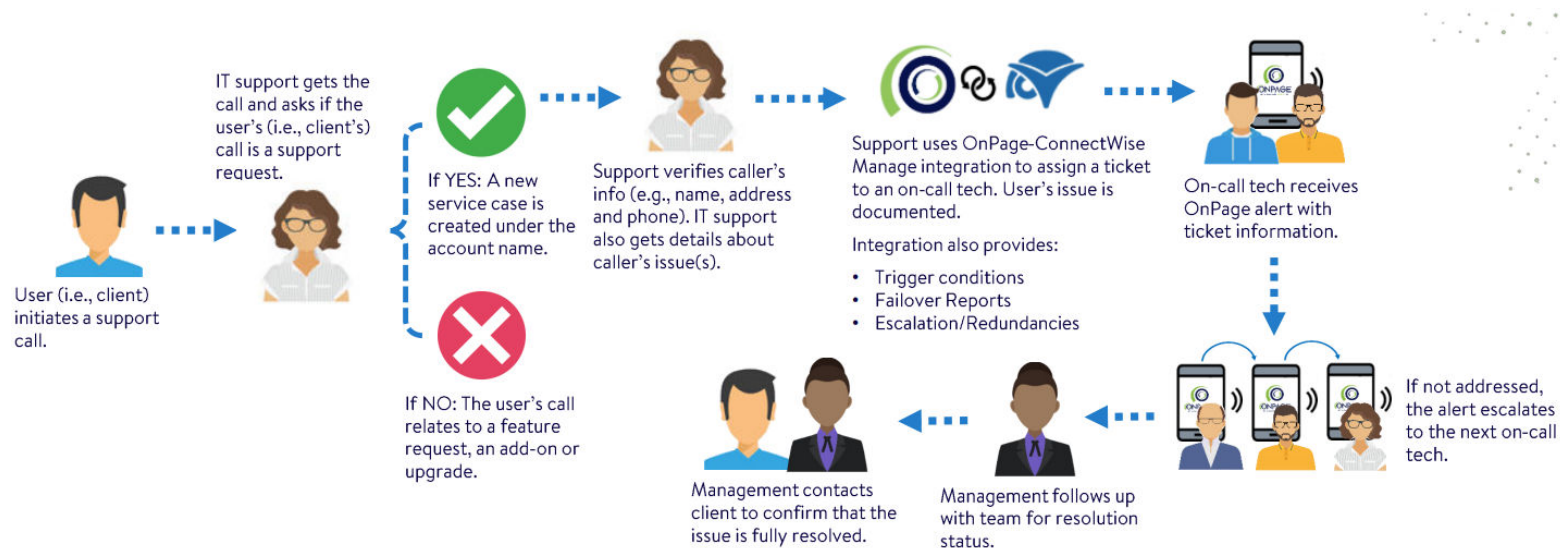 User (i.e., client)
initiates a support
call.
IT support gets the
call and asks if the
user's (i.e., client's)
call is a support
request.
If YES: A new
service case is
created under the
account name.
If NO: The user's call
relates to a feature
request, an add-on or
upgrade.
Support verifies caller's
info (e.g., name, address
and phone). IT support
also gets details about
caller's issue(s).
Support uses OnPage-ConnectWise
Manage integration to assign a ticket
to an on-call tech. User's issue is
documented.
Integration also provides:
• Trigger conditions
• Failover Reports
• Escalation/Redundancies
ONPAGE
On-call tech receives
OnPage alert with
ticket information.
ONPAGE
ONPAGE
ONPAGE
If not addressed,
the alert escalates
to the next on-call
tech.
Management follows up
with team for resolution
status.
Management contacts
client to confirm that the
issue is fully resolved.